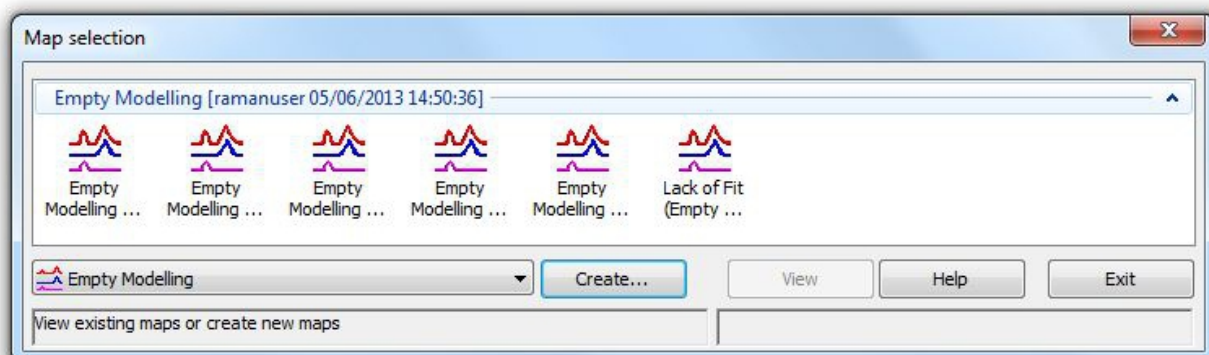 Map selection
Empty Modelling [ramanuser 05/06/2013 14:50:36]
Empty
Modelling ...
Empty
Modelling ...
Empty
Modelling ...
Empty
Modelling ...
Empty
Modelling ...
Lack of Fit
(Empty ...
Empty Modelling
Create...
View
Help
Exit
View existing maps or create new maps